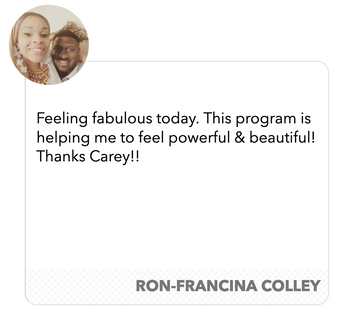 Feeling fabulous today. This program is
helping me to feel powerful & beautiful!
Thanks Carey!!
RON-FRANCINA COLLEY